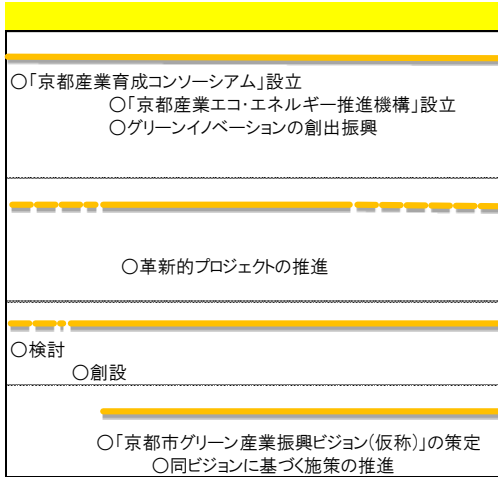 ○「京都産業育成コンソーシアム」設立
○「京都産業エコ・エネルギー推進機構」設立
○グリーンイノベーションの創出振興
○革新的プロジェクトの推進
○検討
○創設
○「京都市グリーン産業振興ビジョン(仮称)」の策定
○同ビジョンに基づく施策の推進